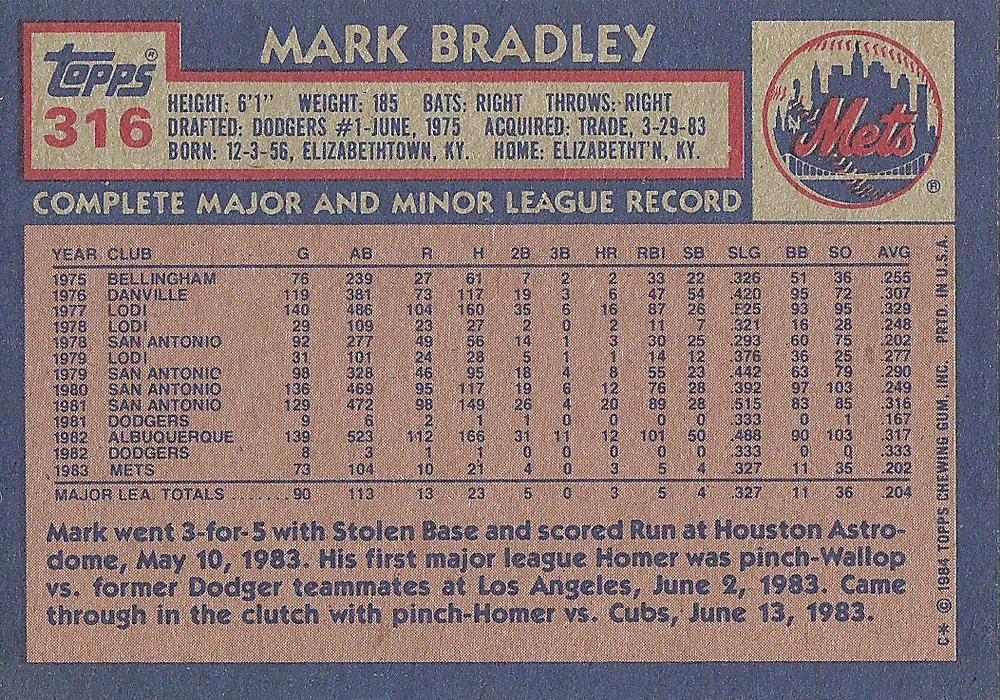 Topps®
316
MARK BRADLEY
HEIGHT: 6'1" WEIGHT: 185 BATS: RIGHT THROWS: RIGHT
DRAFTED: DODGERS #1-JUNE, 1975 ACQUIRED: TRADE, 3-29-83
BORN: 12-3-56, ELIZABETHTOWN, KY. HOME: ELIZABETHT'N, KY.
NY
Mets
®
COMPLETE MAJOR AND MINOR LEAGUE RECORD
YEAR CLUB G AB R H 2B 3B HR RBI SB SLG BB SO AVG
1975 BELLINGHAM 76 239 27 61 7 2 2 33 22 .326 51 36 .255
1976 DANVILLE 119 381 73 117 19 3 6 47 54 .420 95 72 .307
1977 LODI 140 486 104 160 35 6 16 87 26 .525 93 95 .329
1978 LODI 29 109 23 27 2 0 2 11 7 .321 16 28 .248
1978 SAN ANTONIO 92 277 49 56 14 1 3 30 25 .293 60 75 .202
1979 LODI 31 101 24 28 5 1 1 14 12 .376 36 25 .277
1979 SAN ANTONIO 98 328 46 95 18 4 8 55 23 .442 63 79 .290
1980 SAN ANTONIO 136 469 95 117 19 6 12 76 28 .392 97 103 .249
1981 SAN ANTONIO 129 472 98 149 26 4 20 89 28 .515 83 85 .316
1981 DODGERS 9 6 2 1 1 0 0 0 0 .333 0 1 .167
1982 ALBUQUERQUE 139 523 112 166 31 11 12 101 50 .488 90 103 .317
1982 DODGERS 8 3 1 1 0 0 0 0 0 .333 0 0 .333
1983 METS 73 104 10 21 4 0 3 5 4 .327 11 35 .202
MAJOR LEA. TOTALS ....... 90 113 13 23 5 0 3 5 4 .327 11 36 .204
Mark went 3-for-5 with Stolen Base and scored Run at Houston Astro-
dome, May 10, 1983. His first major league Homer was pinch-Wallop
vs. former Dodger teammates at Los Angeles, June 2, 1983. Came
through in the clutch with pinch-Homer vs. Cubs, June 13, 1983.
C* © 1984 TOPPS CHEWING GUM, INC. PRTD. IN U.S.A.